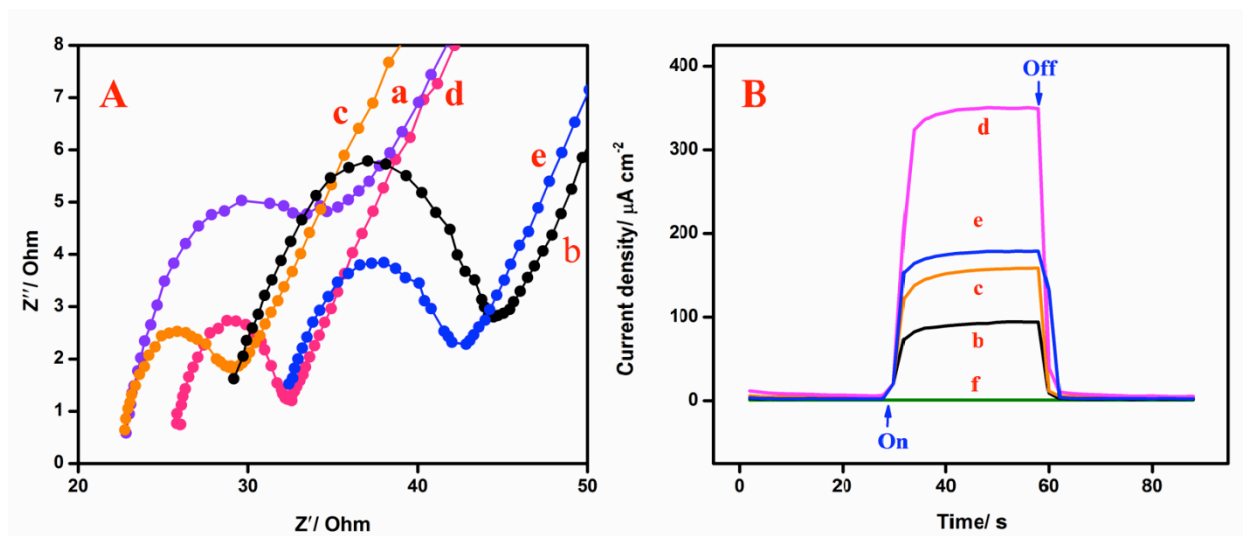 A
c
a
d
e
b
8
7
6
5
4
3
2
1
0
20
30
40
50
Z''/ Ohm
Z'/ Ohm
B
Off
d
e
c
b
f
On
400
300
200
100
0
0
20
40
60
80
Current density/ μA cm⁻²
Time/ s